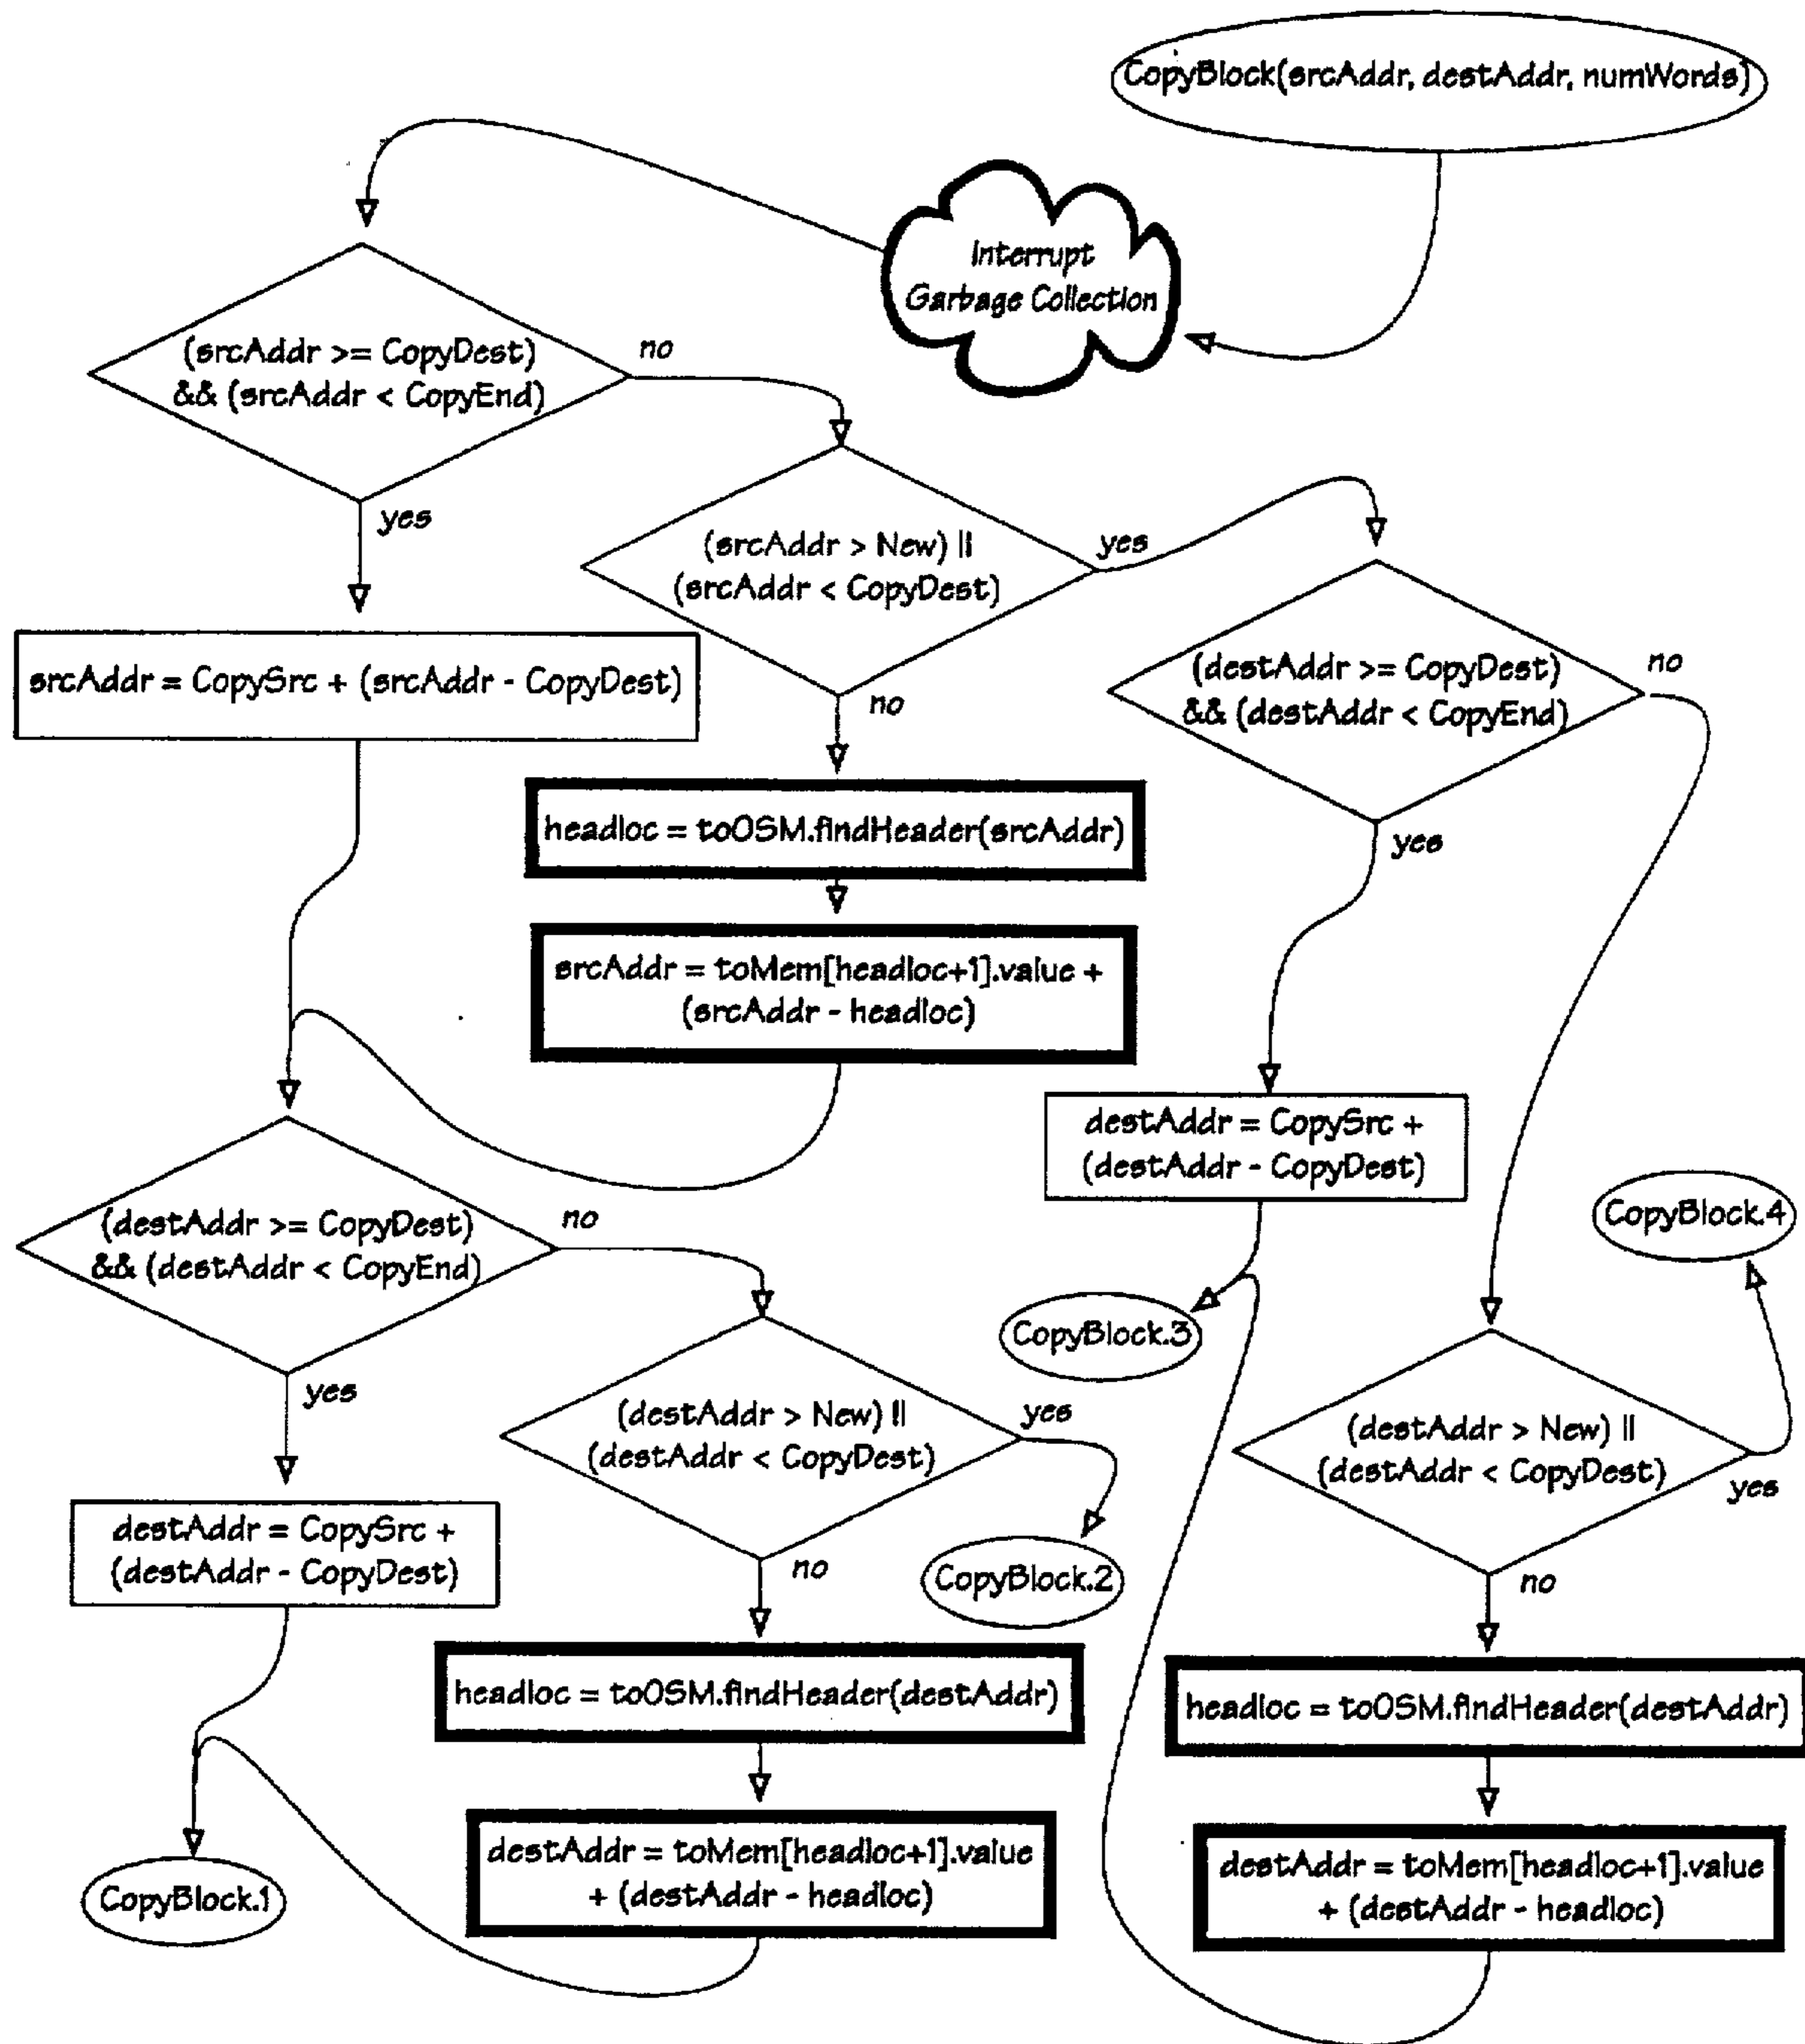 CopyBlock(srcAddr, destAddr, numWords)
Interrupt
Garbage Collection
(srcAddr >= CopyDest)
&& (srcAddr < CopyEnd)
no
yes
(srcAddr > New) ||
(srcAddr < CopyDest)
yes
no
srcAddr = CopySrc + (srcAddr - CopyDest)
(destAddr >= CopyDest)
&& (destAddr < CopyEnd)
no
yes
headloc = toOSM.findHeader(srcAddr)
srcAddr = toMem[headloc+1].value +
(srcAddr - headloc)
destAddr = CopySrc +
(destAddr - CopyDest)
(destAddr >= CopyDest)
&& (destAddr < CopyEnd)
no
yes
CopyBlock.4
CopyBlock.3
(destAddr > New) ||
(destAddr < CopyDest)
yes
no
(destAddr > New) ||
(destAddr < CopyDest)
yes
no
destAddr = CopySrc +
(destAddr - CopyDest)
CopyBlock.2
headloc = toOSM.findHeader(destAddr)
headloc = toOSM.findHeader(destAddr)
destAddr = toMem[headloc+1].value
+ (destAddr - headloc)
destAddr = toMem[headloc+1].value
+ (destAddr - headloc)
CopyBlock.1